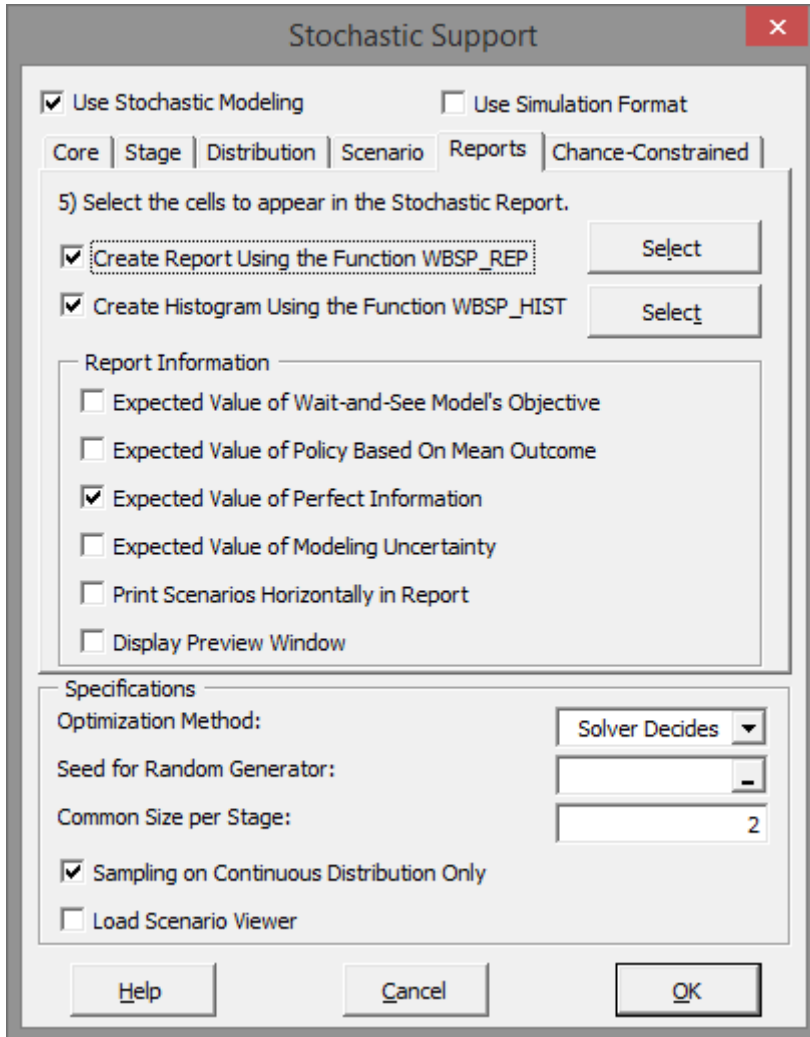 Stochastic Support
Use Stochastic Modeling Use Simulation Format
Core Stage Distribution Scenario Reports Chance-Constrained
5) Select the cells to appear in the Stochastic Report.
Create Report Using the Function WBSP_REP Select
Create Histogram Using the Function WBSP_HIST Select
Report Information
Expected Value of Wait-and-See Model's Objective
Expected Value of Policy Based On Mean Outcome
Expected Value of Perfect Information
Expected Value of Modeling Uncertainty
Print Scenarios Horizontally in Report
Display Preview Window
Specifications
Optimization Method: Solver Decides
Seed for Random Generator:
Common Size per Stage: 2
Sampling on Continuous Distribution Only
Load Scenario Viewer
Help Cancel OK